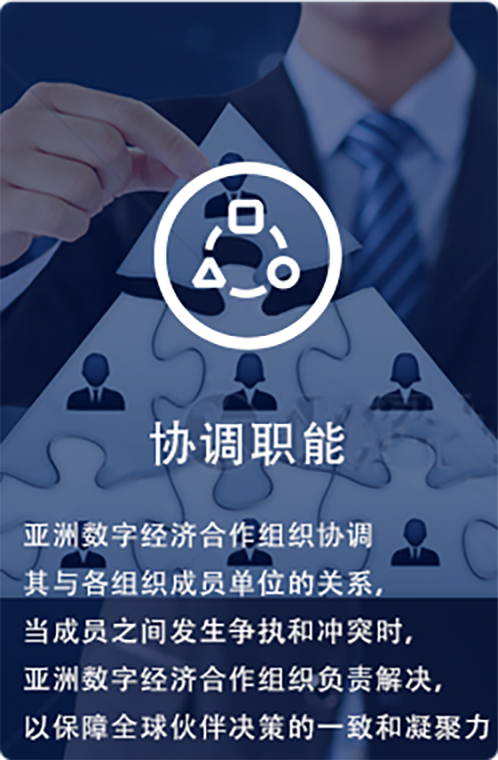 协调职能
亚洲数字经济合作组织协调
其与各组织成员单位的关系,
当成员之间发生争执和冲突时,
亚洲数字经济合作组织负责解决,
以保障全球伙伴决策的一致和凝聚力